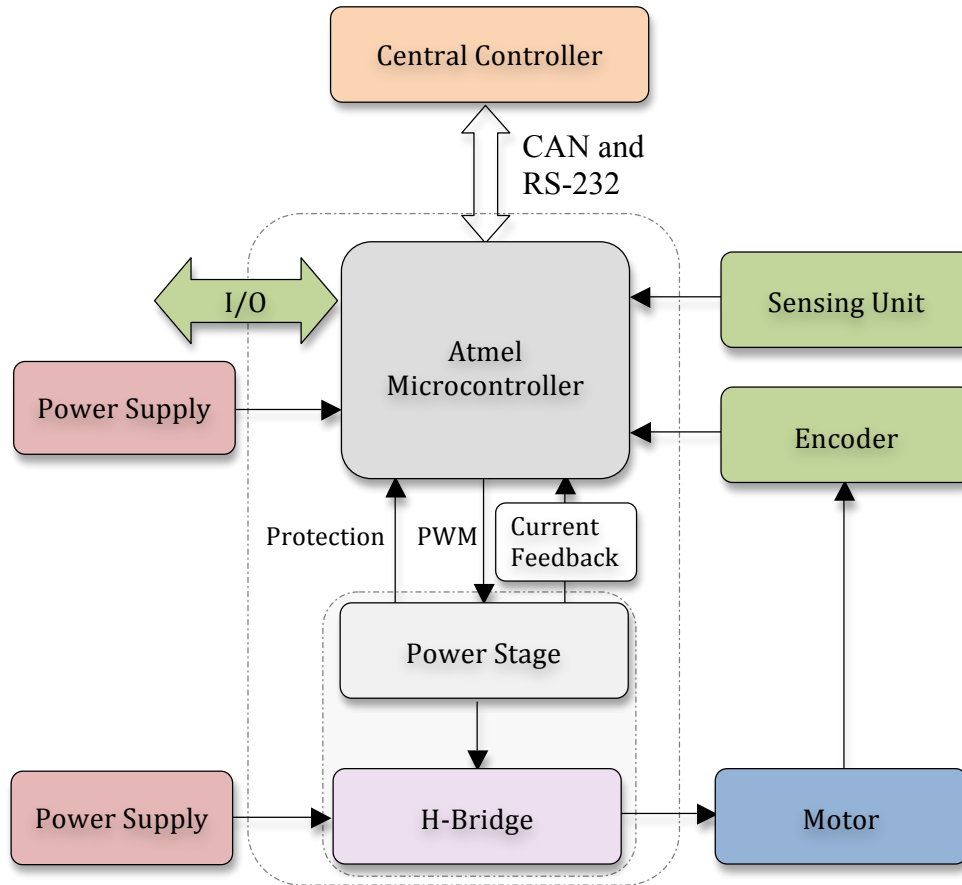 Central Controller
CAN and
RS-232
I/O
Atmel
Microcontroller
Sensing Unit
Power Supply
Encoder
Protection
PWM
Current
Feedback
Power Stage
Power Supply
H-Bridge
Motor